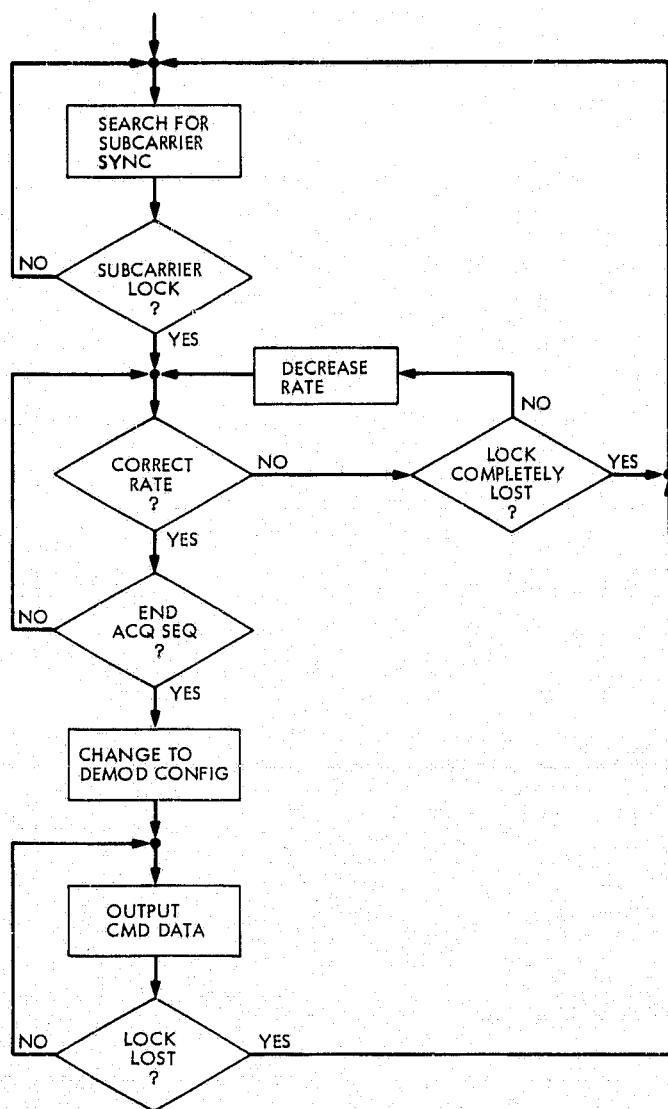 SEARCH FOR
SUBCARRIER
SYNC
NO
SUBCARRIER
LOCK
?
YES
DECREASE
RATE
NO
CORRECT
RATE
?
NO
LOCK
COMPLETELY
LOST
?
YES
YES
NO
END
ACQ SEQ
?
YES
CHANGE TO
DEMOD CONFIG
OUTPUT
CMD DATA
NO
LOCK
LOST
?
YES